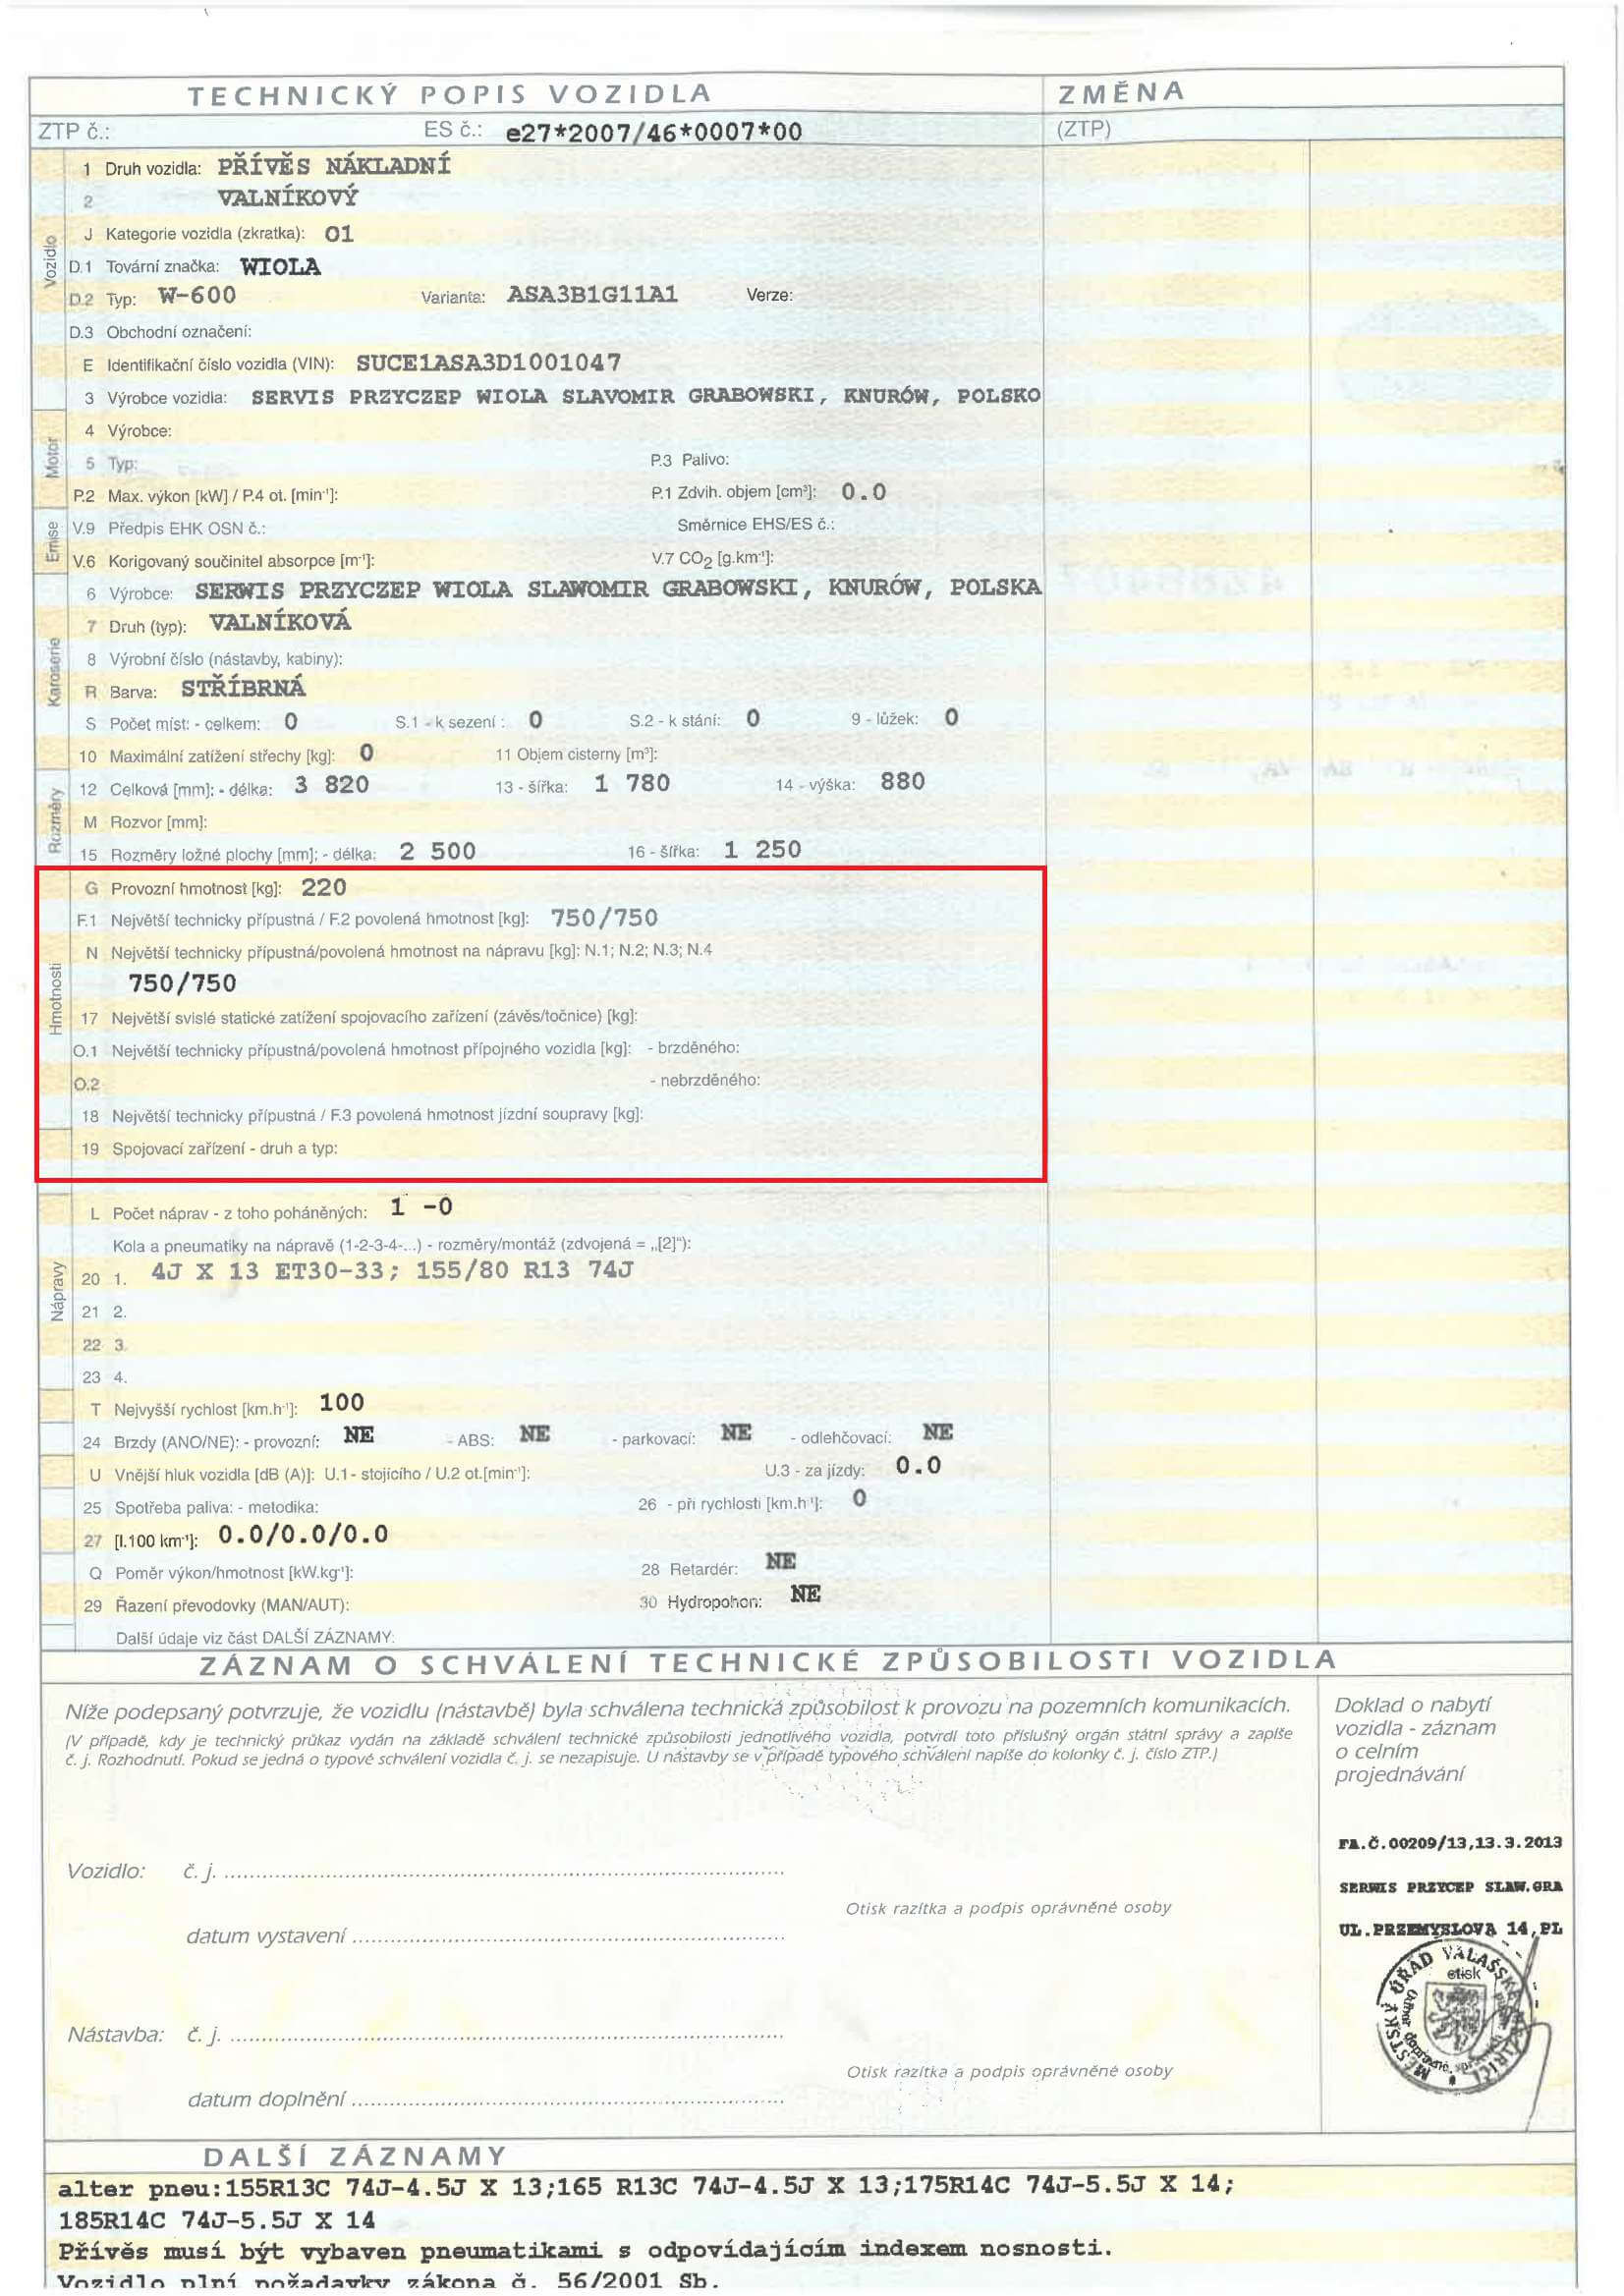 TECHNICKÝ POPIS VOZIDLA ZMĚNA
ZTP č.: ES č.: e27*2007/46*0007*00 (ZTP)
Vozidlo
1 Druh vozidla: PŘÍVĚS NÁKLADNÍ
2 VALNÍKOVÝ
J Kategorie vozidla (zkratka): O1
D.1 Tovární značka: WIOLA
D.2 Typ: W-600 Varianta: ASA3B1G11A1 Verze:
D.3 Obchodní označení:
E Identifikační číslo vozidla (VIN): SUCE1ASA3D1001047
3 Výrobce vozidla: SERVIS PRZYCZEP WIOLA SLAVOMIR GRABOWSKI, KNURÓW, POLSKO
Motor
4 Výrobce:
5 Typ: P.3 Palivo:
P.2 Max. výkon [kW] / P.4 ot. [min⁻¹]: P.1 Zdvih. objem [cm³]: 0.0
Emise
V.9 Předpis EHK OSN č.: Směrnice EHS/ES č.:
V.6 Korigovaný součinitel absorpce [m⁻¹]: V.7 CO₂ [g.km⁻¹]:
Karoserie
6 Výrobce: SERWIS PRZYCZEP WIOLA SLAWOMIR GRABOWSKI, KNURÓW, POLSKA
7 Druh (typ): VALNÍKOVÁ
8 Výrobní číslo (nástavby, kabiny):
R Barva: STŘÍBRNÁ
S Počet míst: - celkem: 0 S.1 - k sezení : 0 S.2 - k stání: 0 9 - lůžek: 0
10 Maximální zatížení střechy [kg]: 0 11 Objem cisterny [m³]:
Rozměry
12 Celková [mm]: - délka: 3 820 13 - šířka: 1 780 14 - výška: 880
M Rozvor [mm]:
15 Rozměry ložné plochy [mm]: - délka: 2 500 16 - šířka: 1 250
Hmotnosti
G Provozní hmotnost [kg]: 220
F.1 Největší technicky přípustná / F.2 povolená hmotnost [kg]: 750/750
N Největší technicky přípustná/povolená hmotnost na nápravu [kg]: N.1; N.2; N.3; N.4
750/750
17 Největší svislé statické zatížení spojovacího zařízení (závěs/točnice) [kg]:
O.1 Největší technicky přípustná/povolená hmotnost přípojného vozidla [kg]: - brzděného:
O.2 - nebrzděného:
18 Největší technicky přípustná / F.3 povolená hmotnost jízdní soupravy [kg]:
19 Spojovací zařízení - druh a typ:
Nápravy
L Počet náprav - z toho poháněných: 1 -0
Kola a pneumatiky na nápravě (1-2-3-4-...) - rozměry/montáž (zdvojená = „[2]"):
20 1. 4J X 13 ET30-33; 155/80 R13 74J
21 2.
22 3.
23 4.
T Nejvyšší rychlost [km.h⁻¹]: 100
24 Brzdy (ANO/NE): - provozní: NE - ABS: NE - parkovací: NE - odlehčovací: NE
U Vnější hluk vozidla [dB (A)]: U.1- stojícího / U.2 ot.[min⁻¹]: U.3 - za jízdy: 0.0
25 Spotřeba paliva: - metodika: 26 - při rychlosti [km.h⁻¹]: 0
27 [l.100 km⁻¹]: 0.0/0.0/0.0
Q Poměr výkon/hmotnost [kW.kg⁻¹]: 28 Retardér: NE
29 Řazení převodovky (MAN/AUT): 30 Hydropohon: NE
Další údaje viz část DALŠÍ ZÁZNAMY:
ZÁZNAM O SCHVÁLENÍ TECHNICKÉ ZPŮSOBILOSTI VOZIDLA
Níže podepsaný potvrzuje, že vozidlu (nástavbě) byla schválena technická způsobilost k provozu na pozemních komunikacích.
(V případě, kdy je technický průkaz vydán na základě schválení technické způsobilosti jednotlivého vozidla, potvrdí toto příslušný orgán státní správy a zapíše
č. j. Rozhodnutí. Pokud se jedná o typové schválení vozidla č. j. se nezapisuje. U nástavby se v případě typového schválení napíše do kolonky č. j. číslo ZTP.)
Doklad o nabytí
vozidla - záznam
o celním
projednávání
FA.Č.00209/13,13.3.2013
SERWIS PRZYCEP SLAW.GRA
UL.PRZEMYSLOVA 14,PL
Vozidlo: č. j.
Otisk razítka a podpis oprávněné osoby
datum vystavení
MĚSTSKÝ ÚŘAD VALAŠSKÉ
otisk
Nástavba: č. j.
Otisk razítka a podpis oprávněné osoby
datum doplnění
DALŠÍ ZÁZNAMY
alter pneu:155R13C 74J-4.5J X 13;165 R13C 74J-4.5J X 13;175R14C 74J-5.5J X 14;
185R14C 74J-5.5J X 14
Přívěs musí být vybaven pneumatikami s odpovídajícím indexem nosnosti.
Vozidlo plní požadavky zákona č. 56/2001 Sb.